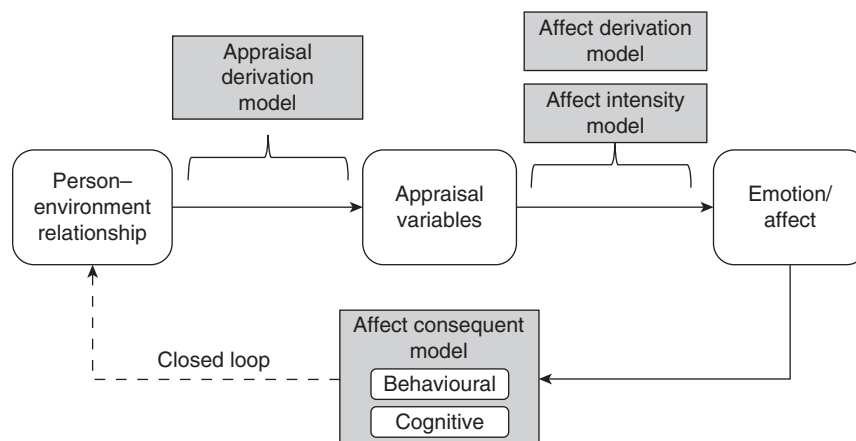 Appraisal
derivation
model
Affect derivation
model
Affect intensity
model
Person–
environment
relationship
Appraisal
variables
Emotion/
affect
Affect consequent
model
Behavioural
Cognitive
Closed loop